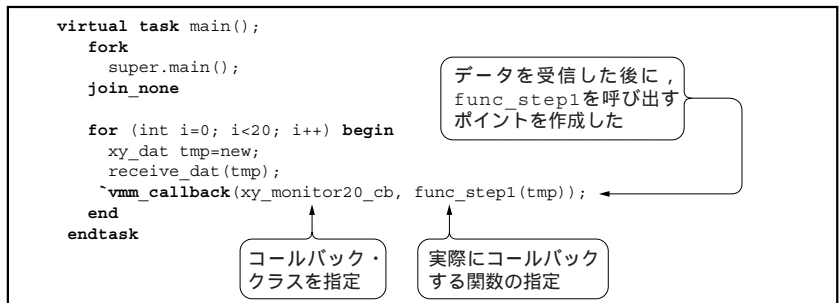 virtual task main();
fork
super.main();
join_none
データを受信した後に，
func_step1を呼び出す
ポイントを作成した
for (int i=0; i<20; i++) begin
xy_dat tmp=new;
receive_dat(tmp);
`vmm_callback(xy_monitor20_cb, func_step1(tmp));
end
endtask
コールバック・
クラスを指定
実際にコールバック
する関数の指定